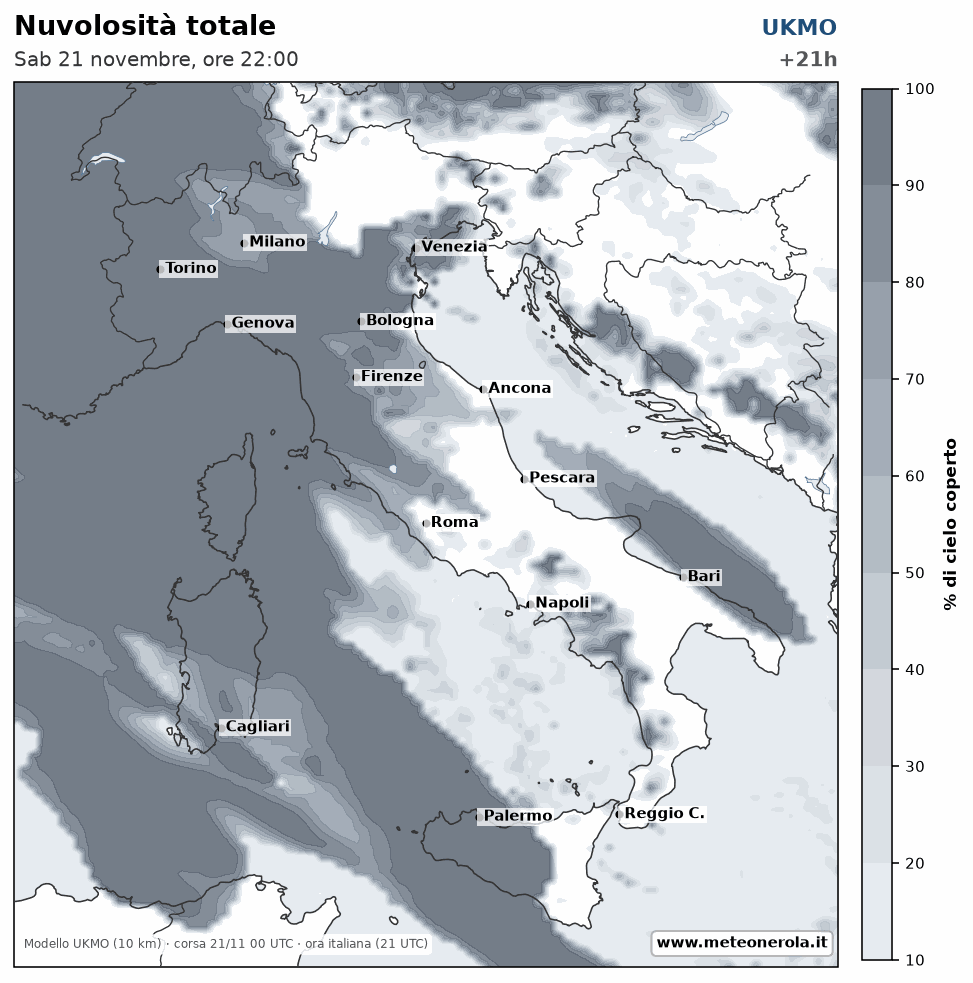 Nuvolosità totale
UKMO
Sab 21 novembre, ore 22:00
+21h
100
90
80
70
60
50
40
30
20
10
% di cielo coperto
Milano
Venezia
Torino
Genova
Bologna
Firenze
Ancona
Pescara
Roma
Bari
Napoli
Cagliari
Palermo
Reggio C.
Modello UKMO (10 km) · corsa 21/11 00 UTC · ora italiana (21 UTC)
www.meteonerola.it